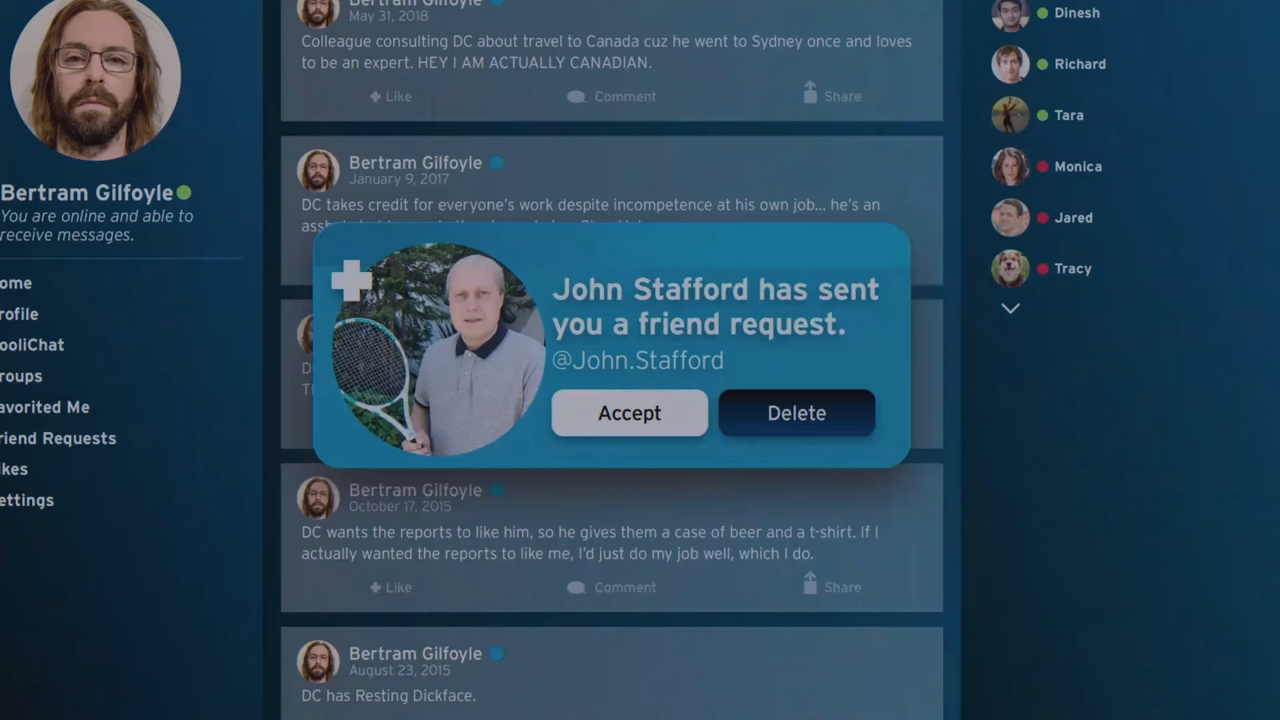 Bertram Gilfoyle
You are online and able to
receive messages.
ome
rofile
ooliChat
roups
avorited Me
riend Requests
ikes
ettings
Bertram Gilfoyle
May 31, 2018
Colleague consulting DC about travel to Canada cuz he went to Sydney once and loves
to be an expert. HEY I AM ACTUALLY CANADIAN.
Like Comment Share
Bertram Gilfoyle
January 9, 2017
DC takes credit for everyone's work despite incompetence at his own job... he's an
John Stafford has sent
you a friend request.
@John.Stafford
Accept Delete
Bertram Gilfoyle
October 17, 2015
DC wants the reports to like him, so he gives them a case of beer and a t-shirt. If I
actually wanted the reports to like me, I'd just do my job well, which I do.
Like Comment Share
Bertram Gilfoyle
August 23, 2015
DC has Resting Dickface.
Dinesh
Richard
Tara
Monica
Jared
Tracy